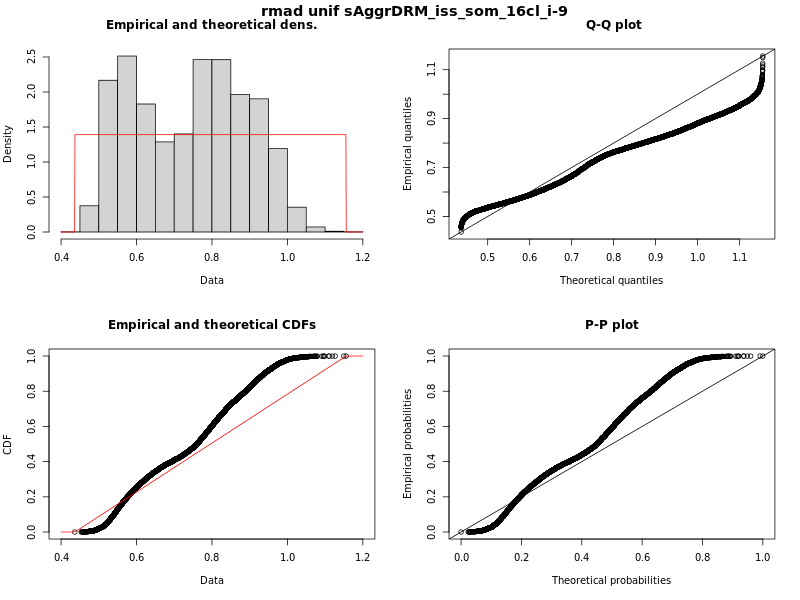 rmad unif sAggrDRM_iss_som_16cl_i-9
Empirical and theoretical dens.
Density
0.0 0.5 1.0 1.5 2.0 2.5
0.4 0.6 0.8 1.0 1.2
Data
Q-Q plot
Empirical quantiles
0.5 0.7 0.9 1.1
0.5 0.6 0.7 0.8 0.9 1.0 1.1
Theoretical quantiles
Empirical and theoretical CDFs
CDF
0.0 0.2 0.4 0.6 0.8 1.0
0.4 0.6 0.8 1.0 1.2
Data
P-P plot
Empirical probabilities
0.0 0.2 0.4 0.6 0.8 1.0
0.0 0.2 0.4 0.6 0.8 1.0
Theoretical probabilities